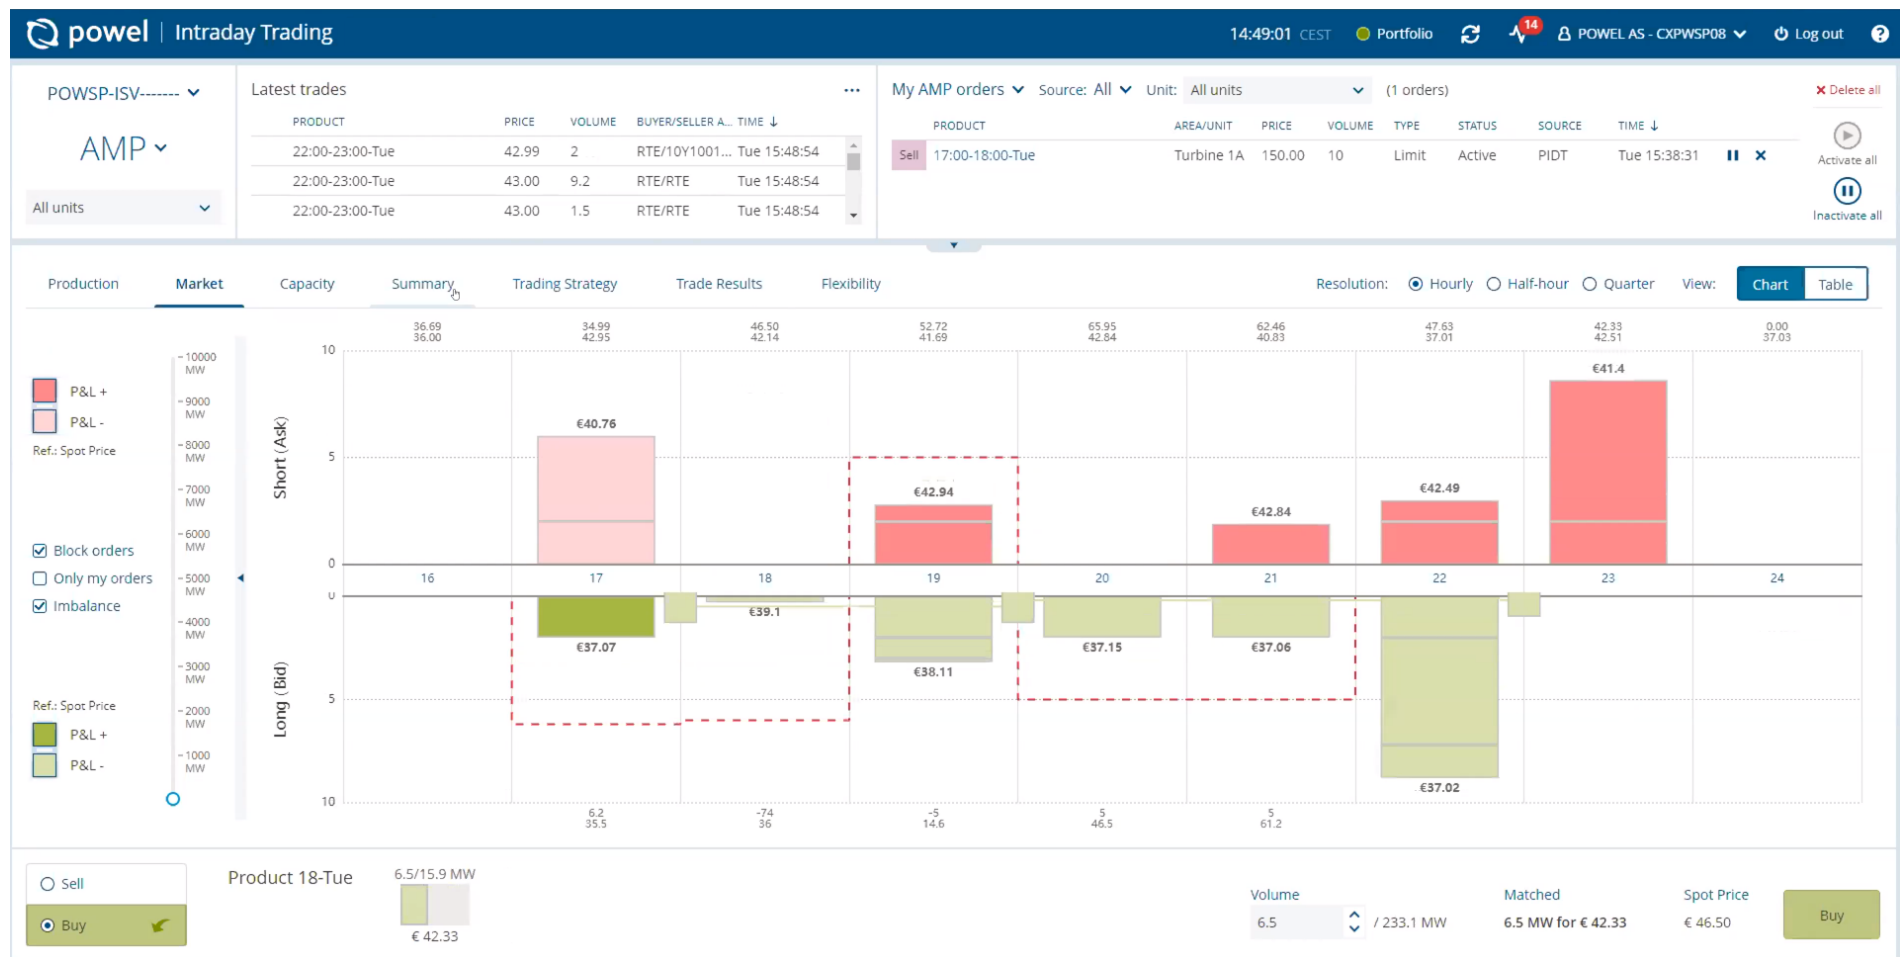 powel | Intraday Trading
14:49:01 CEST Portfolio 14 POWEL AS - CXPWSP08 Log out ?
POWSP-ISV-------
AMP
All units
Latest trades ...
PRODUCT PRICE VOLUME BUYER/SELLER A... TIME ↓
22:00-23:00-Tue 42.99 2 RTE/10Y1001... Tue 15:48:54
22:00-23:00-Tue 43.00 9.2 RTE/RTE Tue 15:48:54
22:00-23:00-Tue 43.00 1.5 RTE/RTE Tue 15:48:54
My AMP orders Source: All Unit: All units (1 orders)
Delete all
PRODUCT AREA/UNIT PRICE VOLUME TYPE STATUS SOURCE TIME ↓
Sell 17:00-18:00-Tue Turbine 1A 150.00 10 Limit Active PIDT Tue 15:38:31
Activate all
Inactivate all
Production Market Capacity Summary Trading Strategy Trade Results Flexibility
Resolution: Hourly Half-hour Quarter View: Chart Table
P&L +
P&L -
Ref.: Spot Price
Block orders
Only my orders
Imbalance
Ref.: Spot Price
P&L +
P&L -
10000 MW
9000 MW
8000 MW
7000 MW
6000 MW
5000 MW
4000 MW
3000 MW
2000 MW
1000 MW
36.69 34.99 46.50 52.72 65.95 62.46 47.63 42.33 0.00
36.00 42.95 42.14 41.69 42.84 40.83 37.01 42.51 37.03
Short (Ask)
10
5
0
€40.76 €42.94 €42.84 €42.49 €41.4
16 17 18 19 20 21 22 23 24
Long (Bid)
0
5
10
€37.07 €39.1 €38.11 €37.15 €37.06 €37.02
6.2 -74 -5 5 5
35.5 36 14.6 46.5 61.2
Sell
Buy
Product 18-Tue
6.5/15.9 MW
€ 42.33
Volume
6.5 / 233.1 MW
Matched
6.5 MW for € 42.33
Spot Price
€ 46.50
Buy